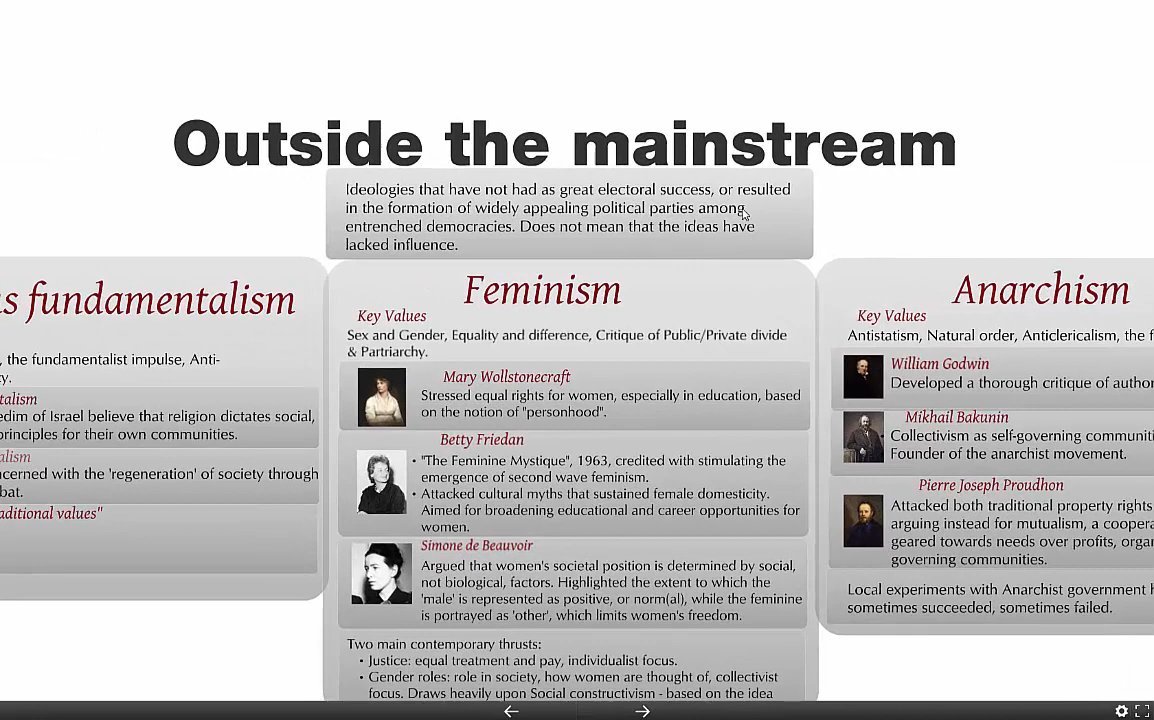 Outside the mainstream
Ideologies that have not had as great electoral success, or resulted
in the formation of widely appealing political parties among
entrenched democracies. Does not mean that the ideas have
lacked influence.
s fundamentalism
, the fundamentalist impulse, Anti-
y.
talism
edim of Israel believe that religion dictates social,
principles for their own communities.
alism
ncerned with the 'regeneration' of society through
bat.
aditional values"
Feminism
Key Values
Sex and Gender, Equality and difference, Critique of Public/Private divide
& Partriarchy.
Mary Wollstonecraft
Stressed equal rights for women, especially in education, based
on the notion of "personhood".
Betty Friedan
• "The Feminine Mystique", 1963, credited with stimulating the
emergence of second wave feminism.
• Attacked cultural myths that sustained female domesticity.
Aimed for broadening educational and career opportunities for
women.
Simone de Beauvoir
Argued that women's societal position is determined by social,
not biological, factors. Highlighted the extent to which the
'male' is represented as positive, or norm(al), while the feminine
is portrayed as 'other', which limits women's freedom.
Two main contemporary thrusts:
• Justice: equal treatment and pay, individualist focus.
• Gender roles: role in society, how women are thought of, collectivist
focus. Draws heavily upon Social constructivism - based on the idea
Anarchism
Key Values
Antistatism, Natural order, Anticlericalism, the f
William Godwin
Developed a thorough critique of author
Mikhail Bakunin
Collectivism as self-governing communiti
Founder of the anarchist movement.
Pierre Joseph Proudhon
Attacked both traditional property rights
arguing instead for mutualism, a coopera
geared towards needs over profits, organ
governing communities.
Local experiments with Anarchist government h
sometimes succeeded, sometimes failed.